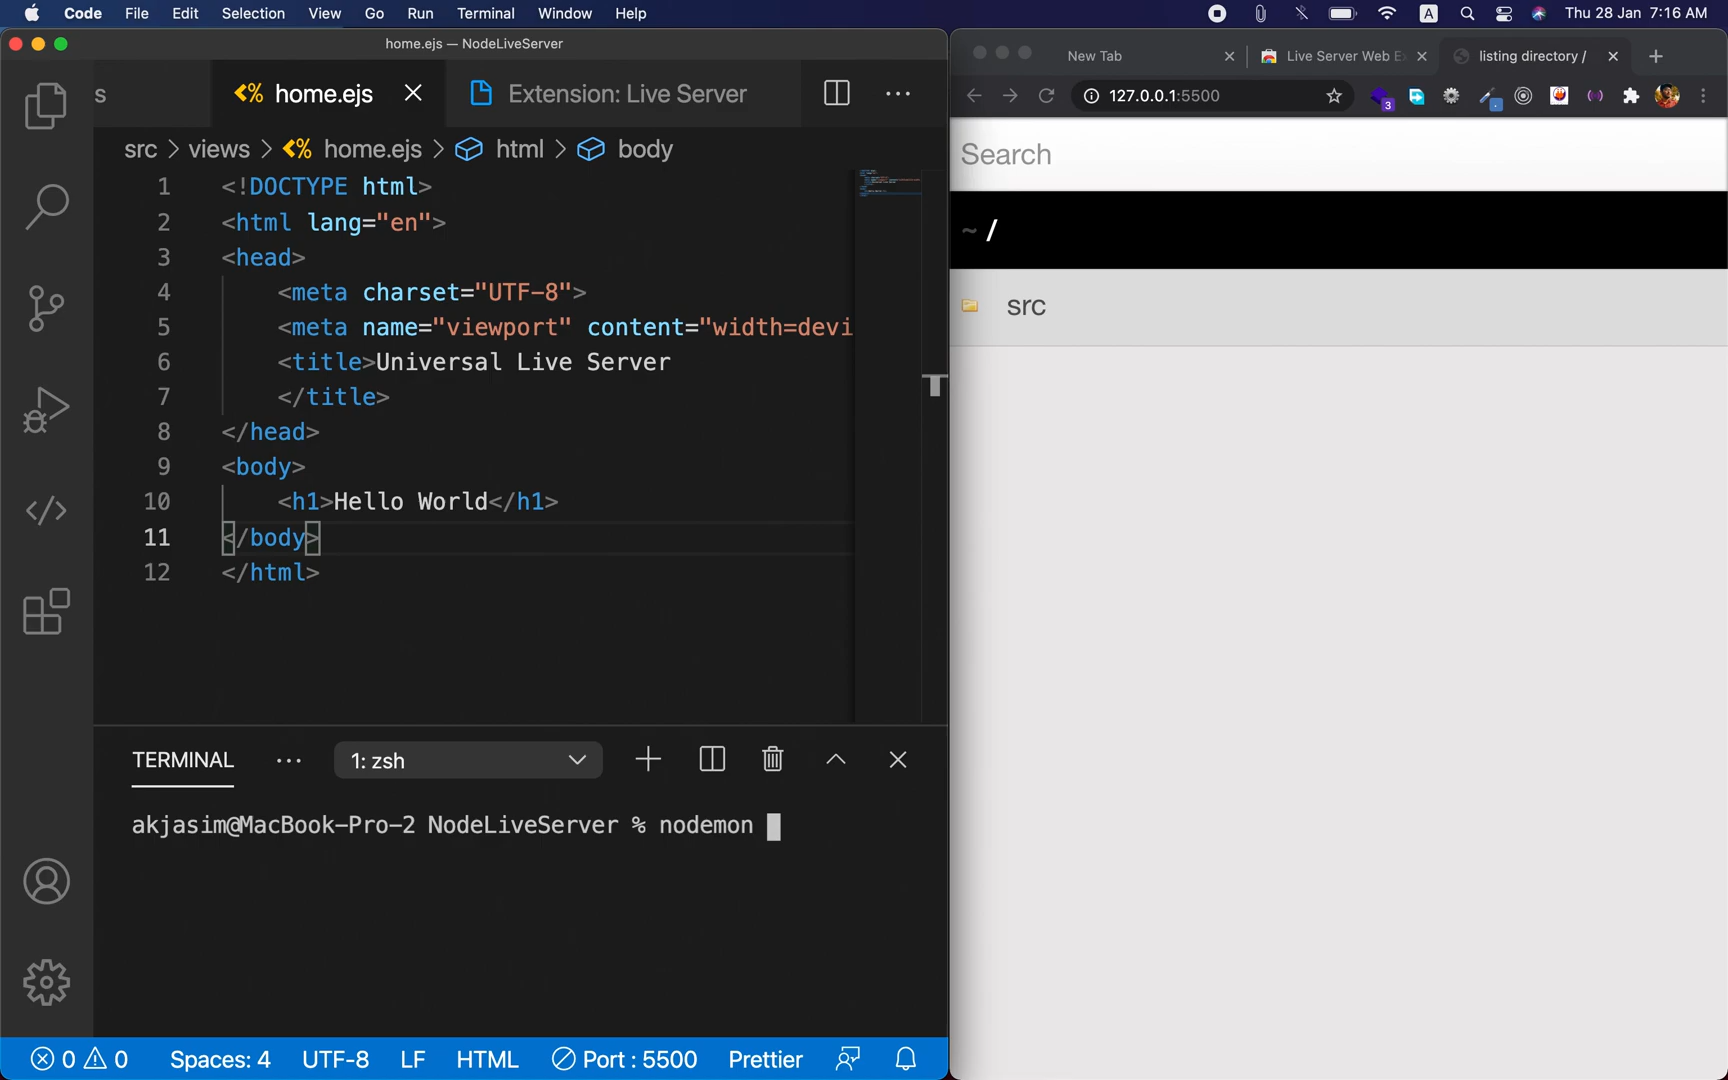 Code File Edit Selection View Go Run Terminal Window Help
A Thu 28 Jan 7:16 AM
home.ejs — NodeLiveServer
s <% home.ejs Extension: Live Server
src > views > <% home.ejs > html > body
1 <!DOCTYPE html>
2 <html lang="en">
3 <head>
4 <meta charset="UTF-8">
5 <meta name="viewport" content="width=devi
6 <title>Universal Live Server
7 </title>
8 </head>
9 <body>
10 <h1>Hello World</h1>
11 </body>
12 </html>
TERMINAL ··· 1: zsh
akjasim@MacBook-Pro-2 NodeLiveServer % nodemon
0 0 Spaces: 4 UTF-8 LF HTML Port : 5500 Prettier
New Tab Live Server Web Ex listing directory /
127.0.0.1:5500 3
Search
~ /
src